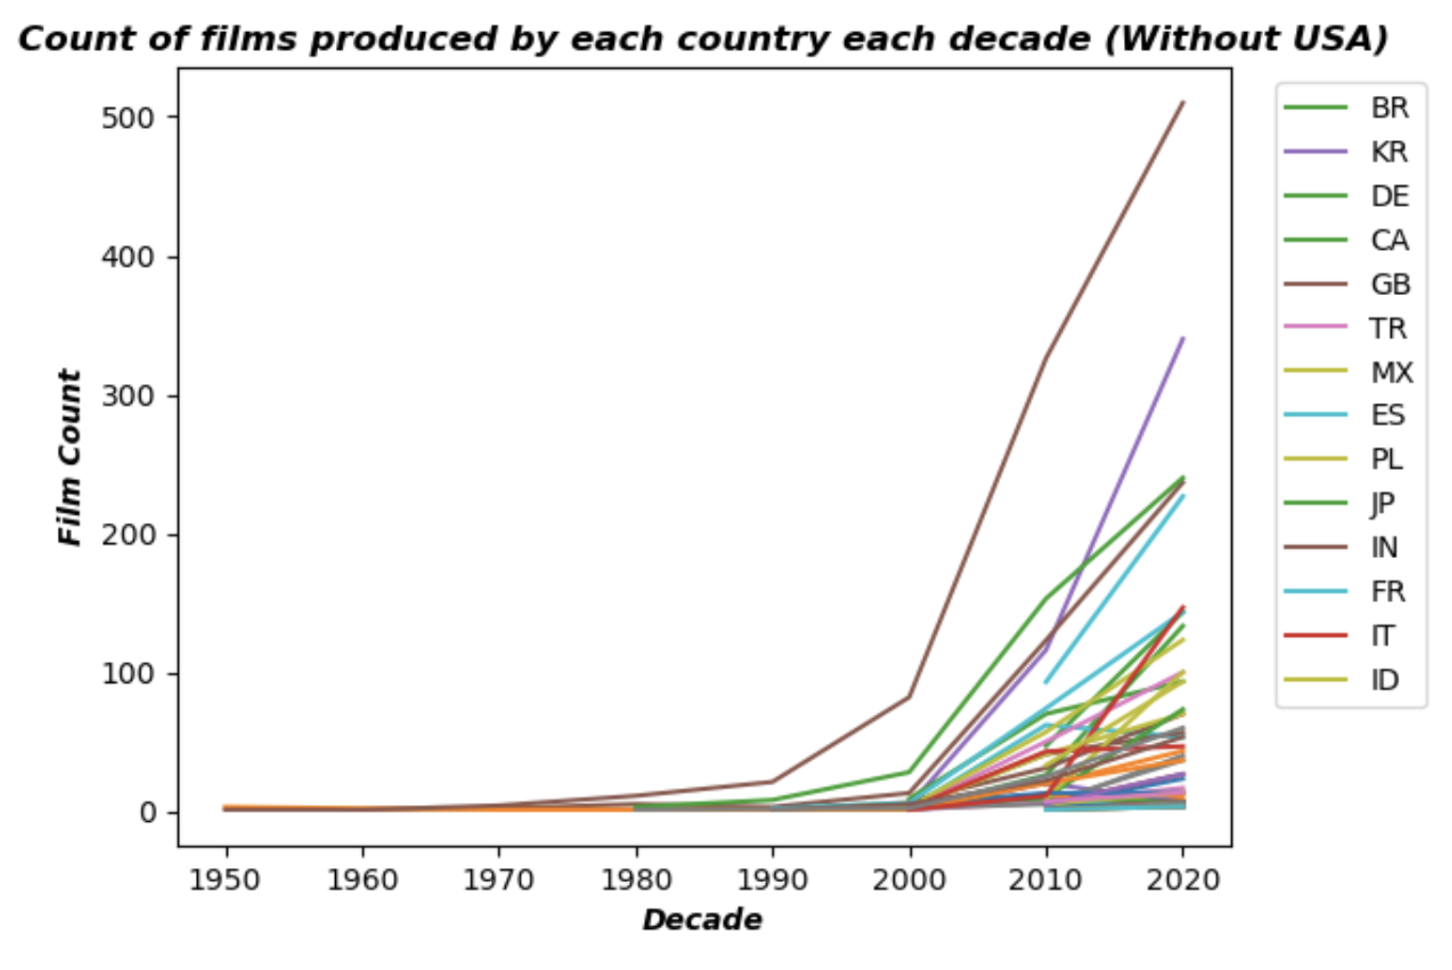 Count of films produced by each country each decade (Without USA)
500
400
300
200
100
0
Film Count
1950 1960 1970 1980 1990 2000 2010 2020
Decade
BR
KR
DE
CA
GB
TR
MX
ES
PL
JP
IN
FR
IT
ID